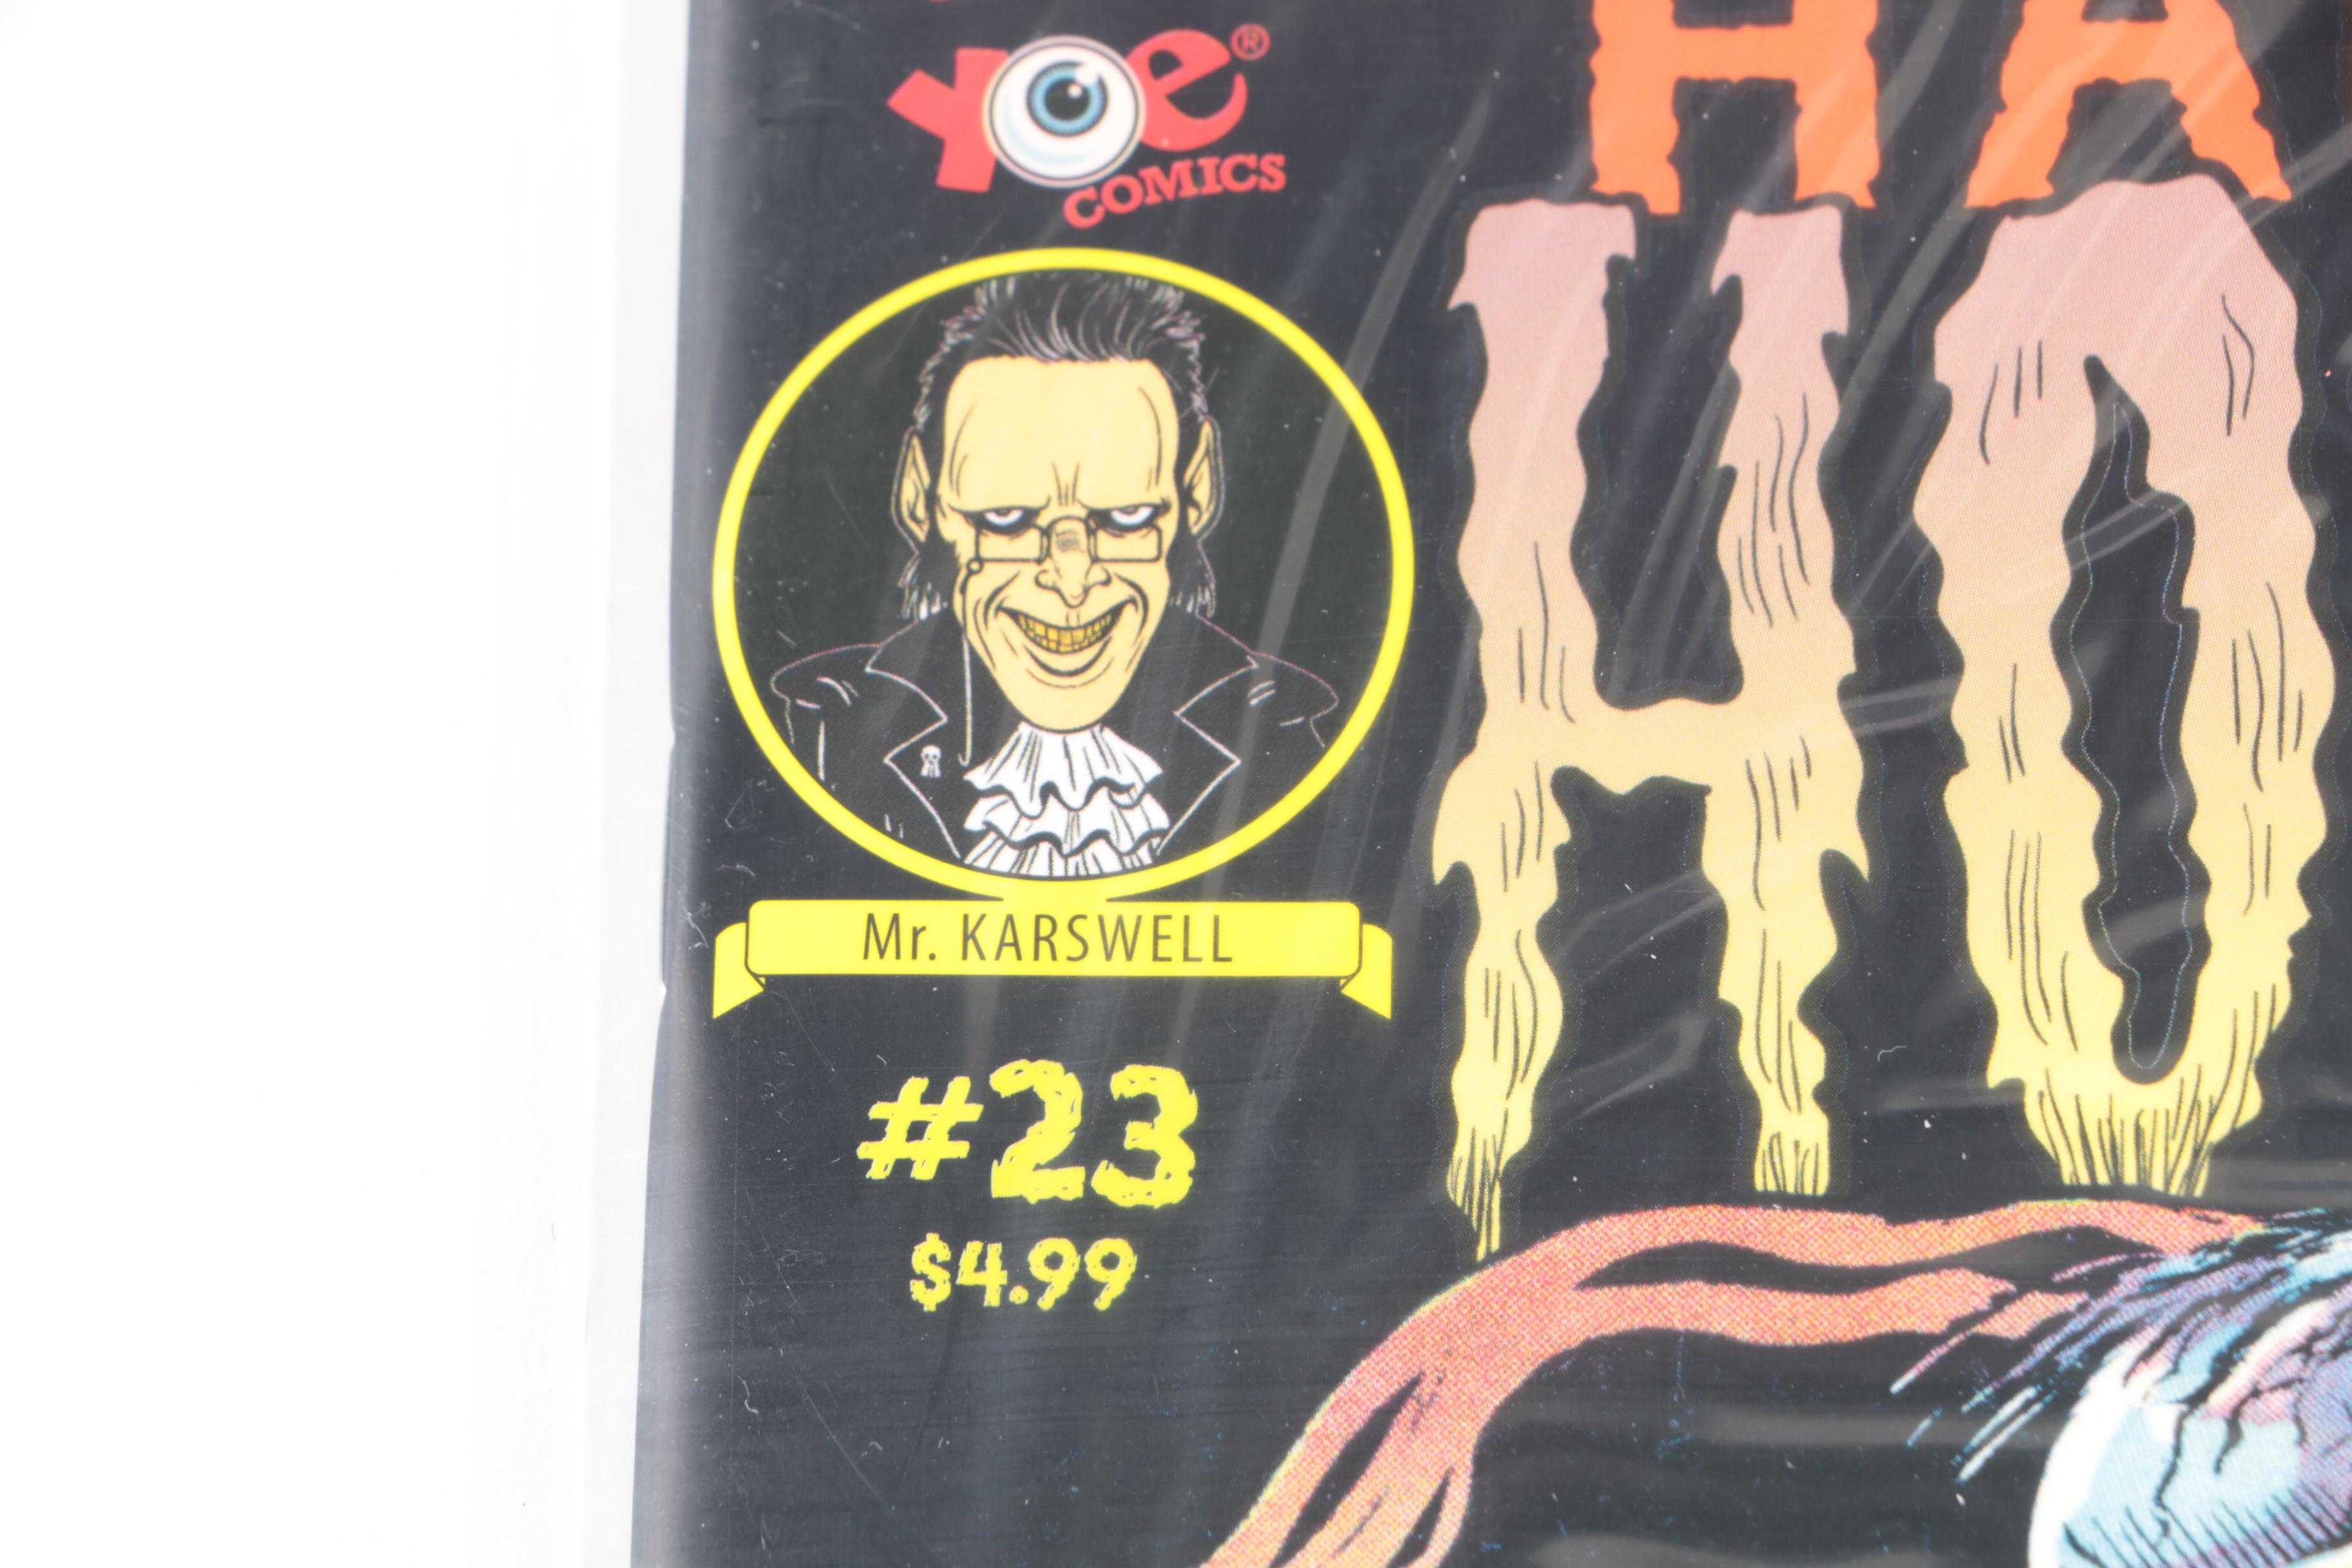 Yoe®
COMICS
HA
HO
Mr. KARSWELL
#23
$4.99